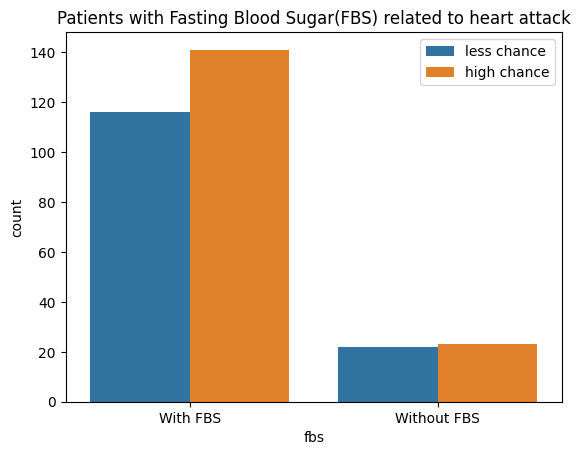 Patients with Fasting Blood Sugar(FBS) related to heart attack
less chance
high chance
140
120
100
80
60
40
20
0
count
With FBS
Without FBS
fbs